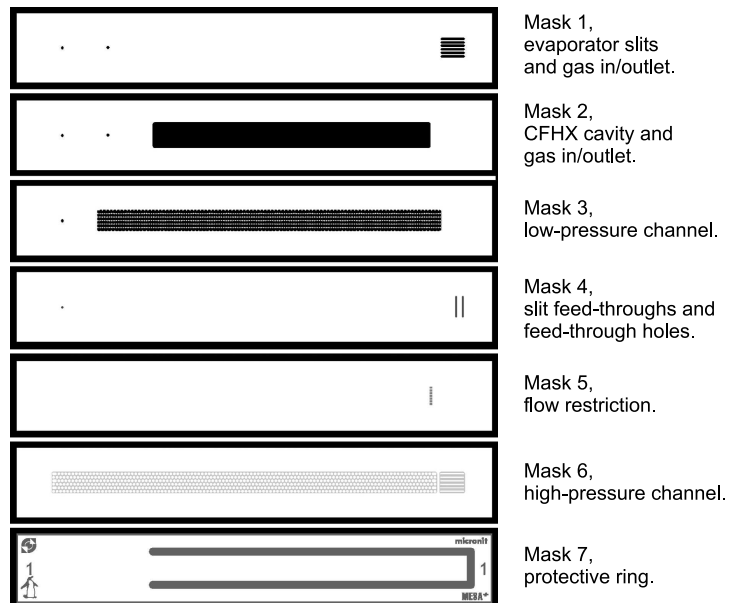 Mask 1,
evaporator slits
and gas in/outlet.
Mask 2,
CFHX cavity and
gas in/outlet.
Mask 3,
low-pressure channel.
Mask 4,
slit feed-throughs and
feed-through holes.
Mask 5,
flow restriction.
Mask 6,
high-pressure channel.
micronit
1
1
MESA+
Mask 7,
protective ring.